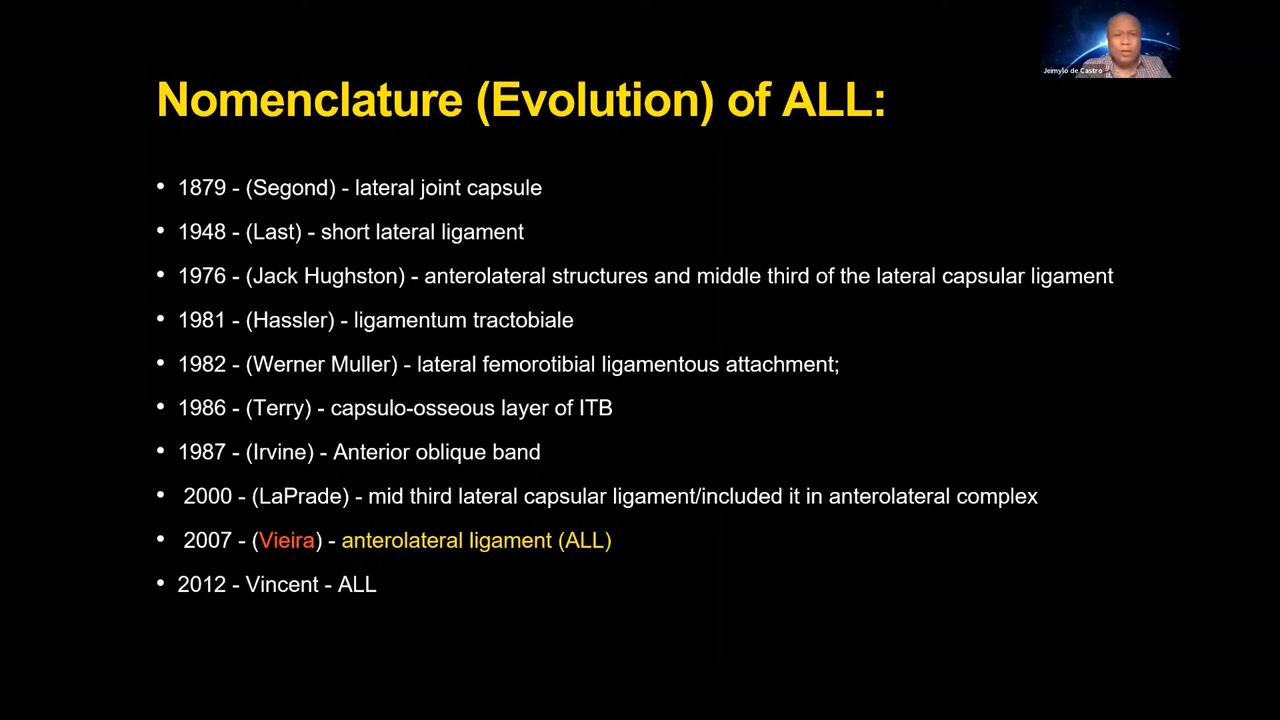 Jeimylo de Castro
Nomenclature (Evolution) of ALL:
• 1879 - (Segond) - lateral joint capsule
• 1948 - (Last) - short lateral ligament
• 1976 - (Jack Hughston) - anterolateral structures and middle third of the lateral capsular ligament
• 1981 - (Hassler) - ligamentum tractobiale
• 1982 - (Werner Muller) - lateral femorotibial ligamentous attachment;
• 1986 - (Terry) - capsulo-osseous layer of ITB
• 1987 - (Irvine) - Anterior oblique band
• 2000 - (LaPrade) - mid third lateral capsular ligament/included it in anterolateral complex
• 2007 - (Vieira) - anterolateral ligament (ALL)
• 2012 - Vincent - ALL